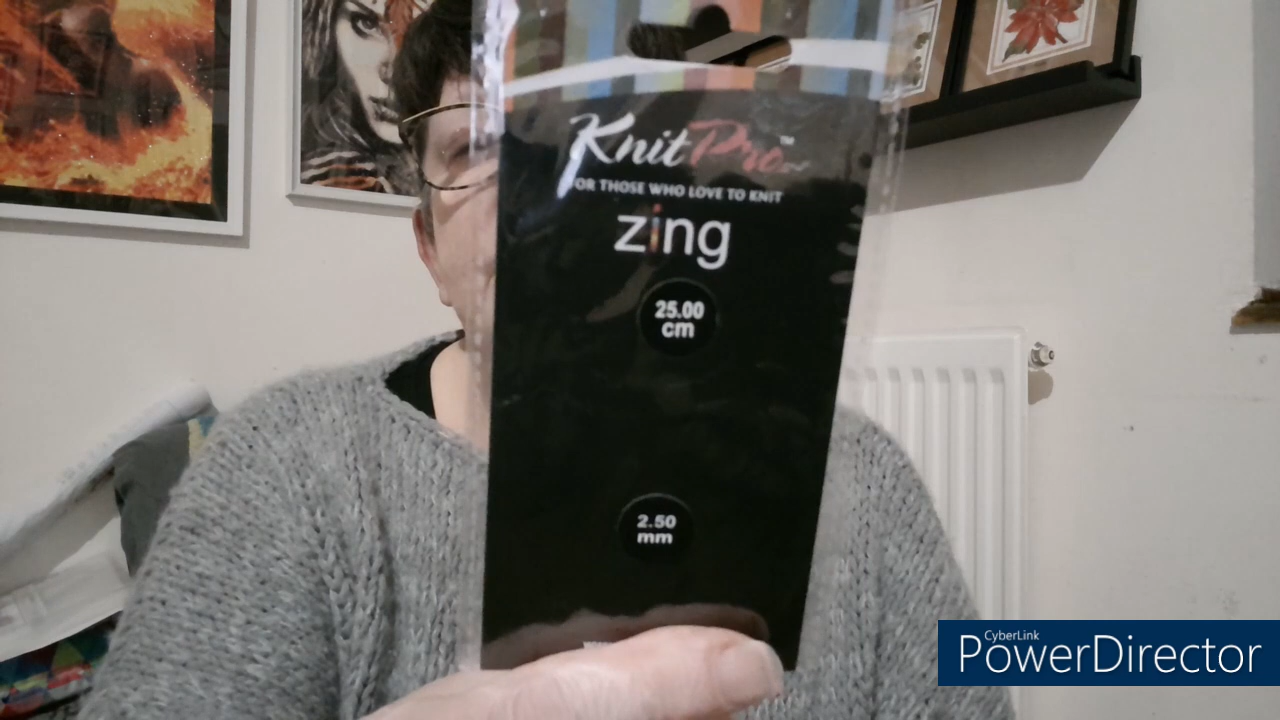 KnitPro™
FOR THOSE WHO LOVE TO KNIT
zing
25.00
cm
2.50
mm
CyberLink
PowerDirector